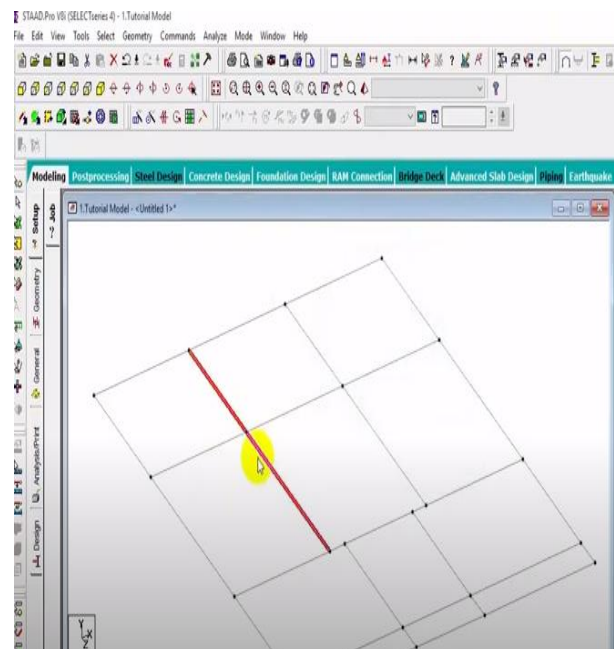 STAAD.Pro V8i (SELECTseries 4) - 1.Tutorial Model
File Edit View Tools Select Geometry Commands Analyze Mode Window Help
Modeling Postprocessing Steel Design Concrete Design Foundation Design RAM Connection Bridge Deck Advanced Slab Design Piping Earthquake
1.Tutorial Model - <Untitled 1>*
Setup
Job
Geometry
General
Analysis/Print
Design
Y
X
Z